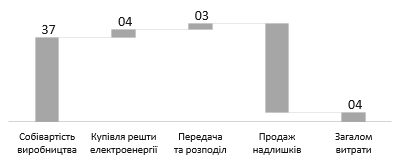 37
04
03
04
Собівартість
виробництва
Купівля решти
електроенергії
Передача
та розподіл
Продаж
надлишків
Загалом
витрати